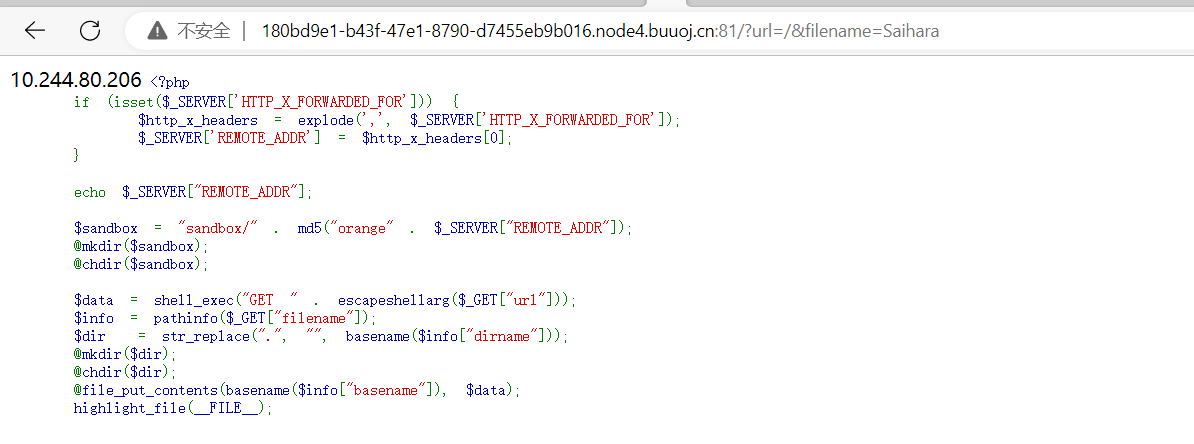 不安全 | 180bd9e1-b43f-47e1-8790-d7455eb9b016.node4.buuoj.cn:81/?url=/&filename=Saihara
10.244.80.206 <?php
if (isset($_SERVER['HTTP_X_FORWARDED_FOR'])) {
$http_x_headers = explode(',', $_SERVER['HTTP_X_FORWARDED_FOR']);
$_SERVER['REMOTE_ADDR'] = $http_x_headers[0];
}
echo $_SERVER["REMOTE_ADDR"];
$sandbox = "sandbox/" . md5("orange" . $_SERVER["REMOTE_ADDR"]);
@mkdir($sandbox);
@chdir($sandbox);
$data = shell_exec("GET " . escapeshellarg($_GET["url"]));
$info = pathinfo($_GET["filename"]);
$dir = str_replace(".", "", basename($info["dirname"]));
@mkdir($dir);
@chdir($dir);
@file_put_contents(basename($info["basename"]), $data);
highlight_file(__FILE__);